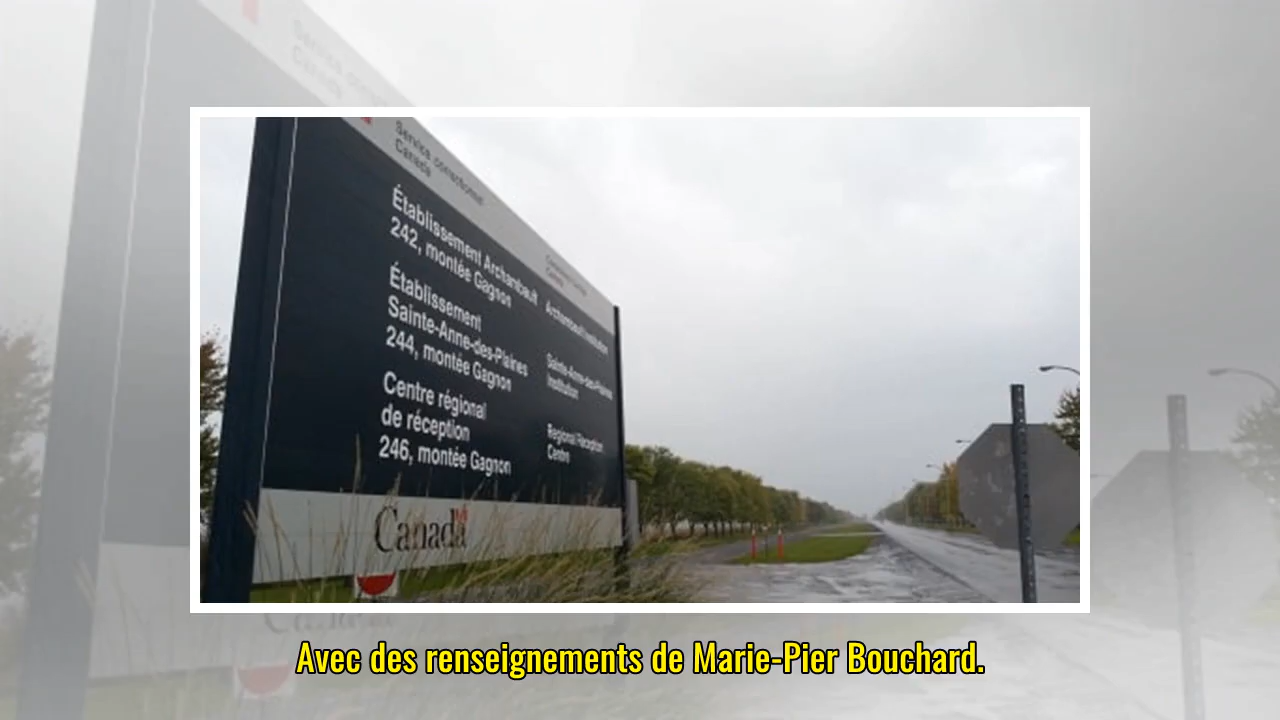 Service correctionnel
Canada
Établissement Archambault
242, montée Gagnon
Établissement
Sainte-Anne-des-Plaines
244, montée Gagnon
Centre régional
de réception
246, montée Gagnon
Archambault Institution
Sainte-Anne-des-Plaines
Institution
Regional Reception
Centre
Canada
Avec des renseignements de Marie-Pier Bouchard.